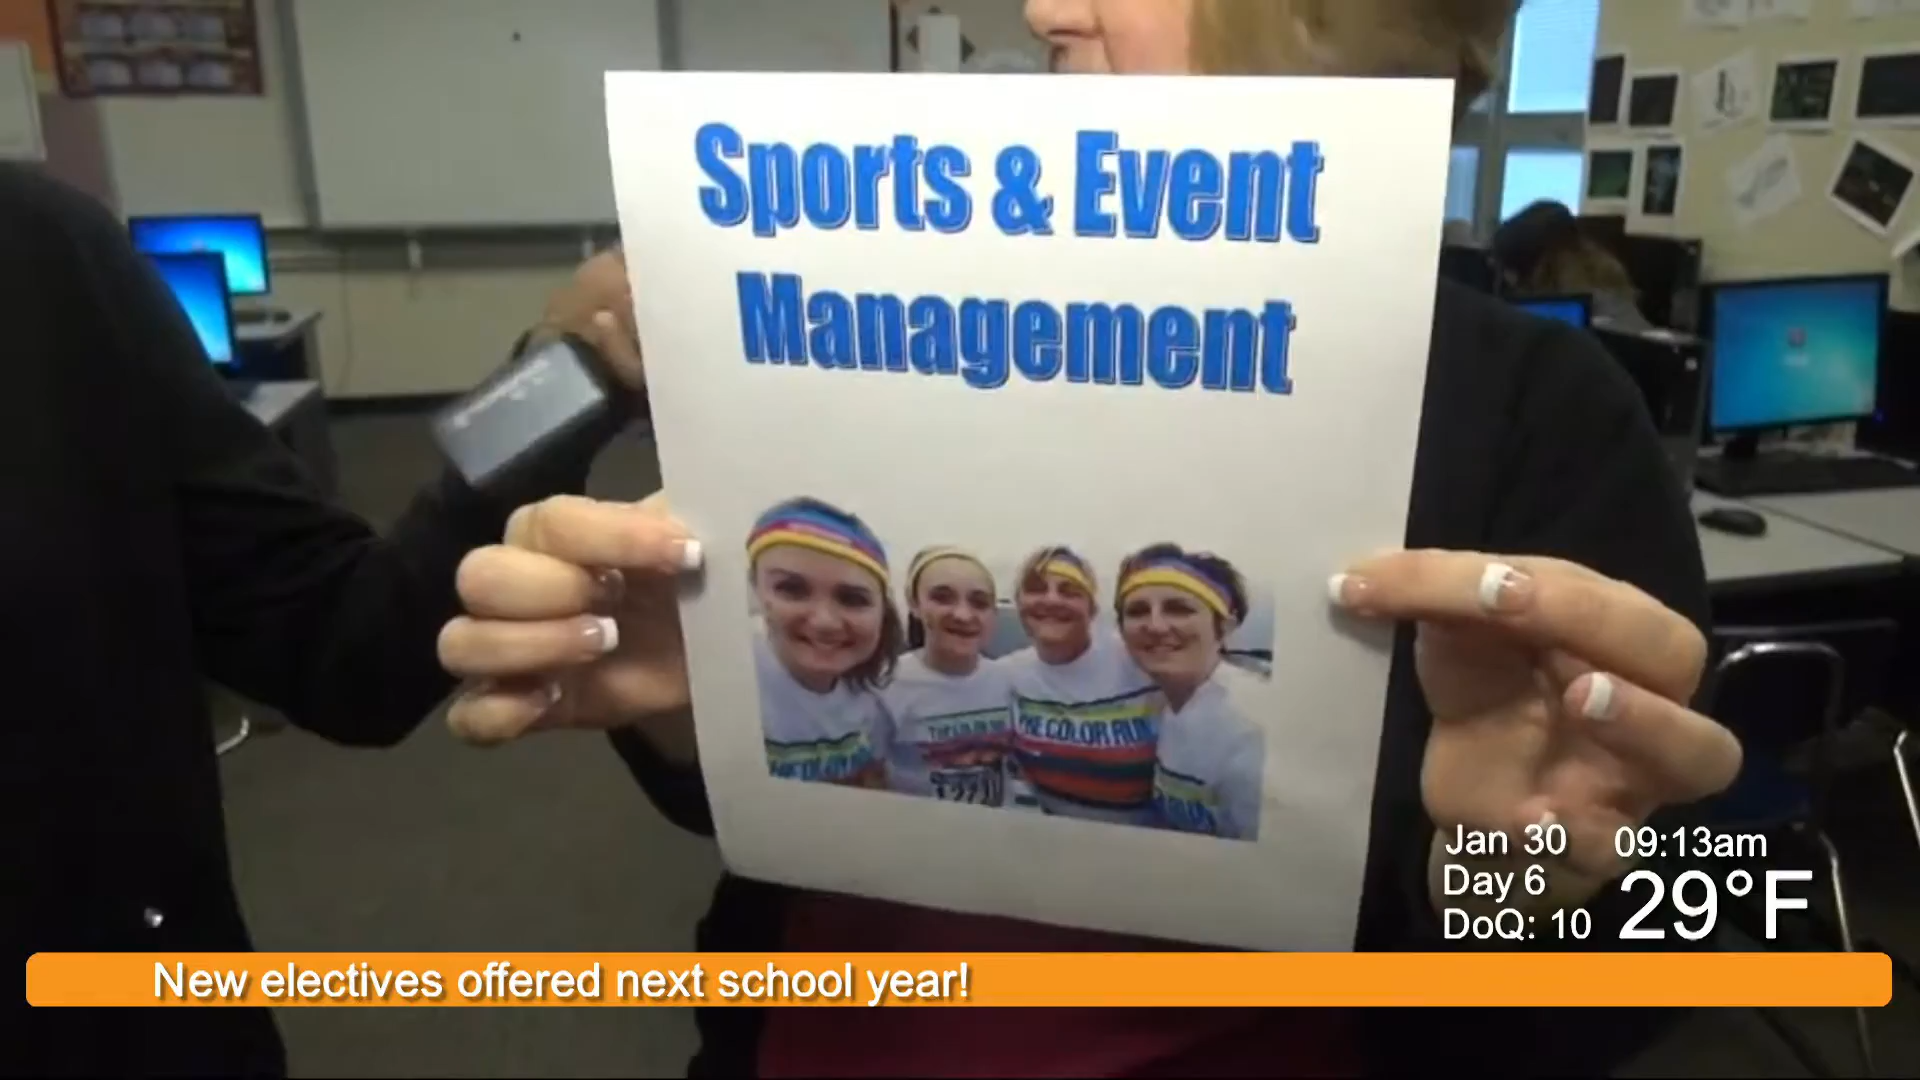 Sports & Event
Management
THE COLOR RUN
Jan 30
09:13am
Day 6
DoQ: 10
29°F
New electives offered next school year!